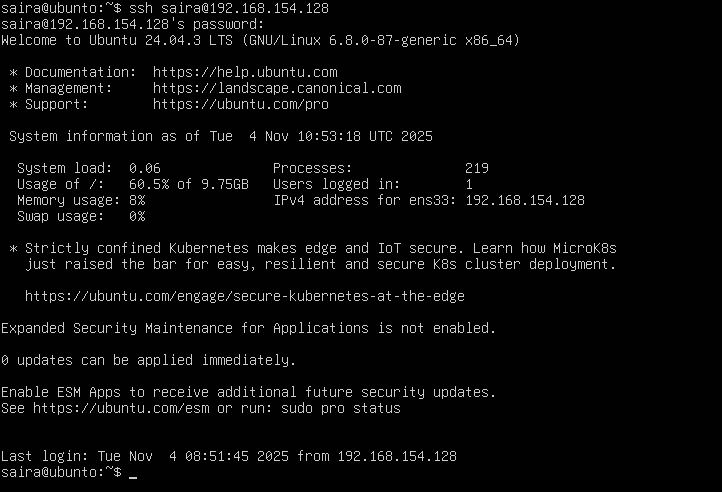 saira@ubunto:~$ ssh saira@192.168.154.128
saira@192.168.154.128's password:
Welcome to Ubuntu 24.04.3 LTS (GNU/Linux 6.8.0-87-generic x86_64)

 * Documentation:  https://help.ubuntu.com
 * Management:     https://landscape.canonical.com
 * Support:        https://ubuntu.com/pro

 System information as of Tue  4 Nov 10:53:18 UTC 2025

  System load:  0.06              Processes:              219
  Usage of /:   60.5% of 9.75GB   Users logged in:        1
  Memory usage: 8%                IPv4 address for ens33: 192.168.154.128
  Swap usage:   0%

 * Strictly confined Kubernetes makes edge and IoT secure. Learn how MicroK8s
   just raised the bar for easy, resilient and secure K8s cluster deployment.

   https://ubuntu.com/engage/secure-kubernetes-at-the-edge

Expanded Security Maintenance for Applications is not enabled.

0 updates can be applied immediately.

Enable ESM Apps to receive additional future security updates.
See https://ubuntu.com/esm or run: sudo pro status


Last login: Tue Nov  4 08:51:45 2025 from 192.168.154.128
saira@ubunto:~$ _